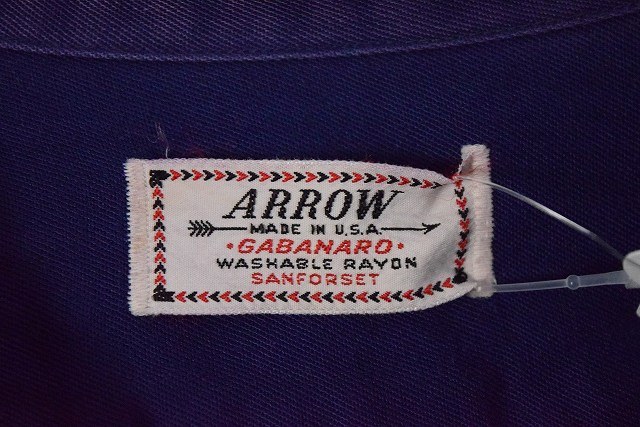 ARROW
MADE IN U.S.A.
•GABANARO•
WASHABLE RAYON
SANFORSET